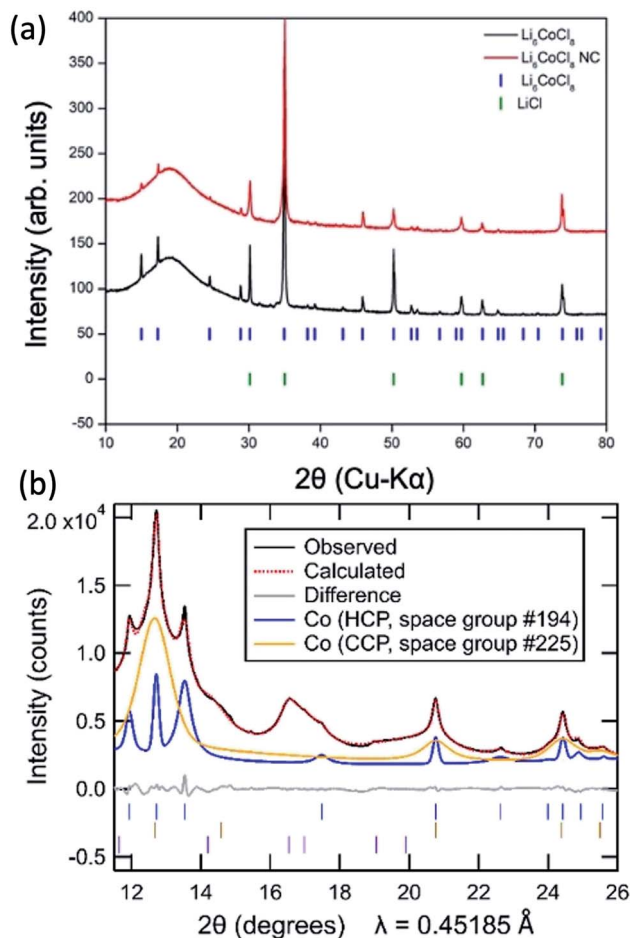 (a)
Li₆CoCl₈
Li₆CoCl₈ NC
Li₆CoCl₈
LiCl
Intensity (arb. units)
400
350
300
250
200
150
100
50
0
-50
10 20 30 40 50 60 70 80
2θ (Cu-Kα)
(b)
2.0 x10⁴
1.5
1.0
0.5
0.0
-0.5
Intensity (counts)
Observed
Calculated
Difference
Co (HCP, space group #194)
Co (CCP, space group #225)
12 14 16 18 20 22 24 26
2θ (degrees) λ = 0.45185 Å